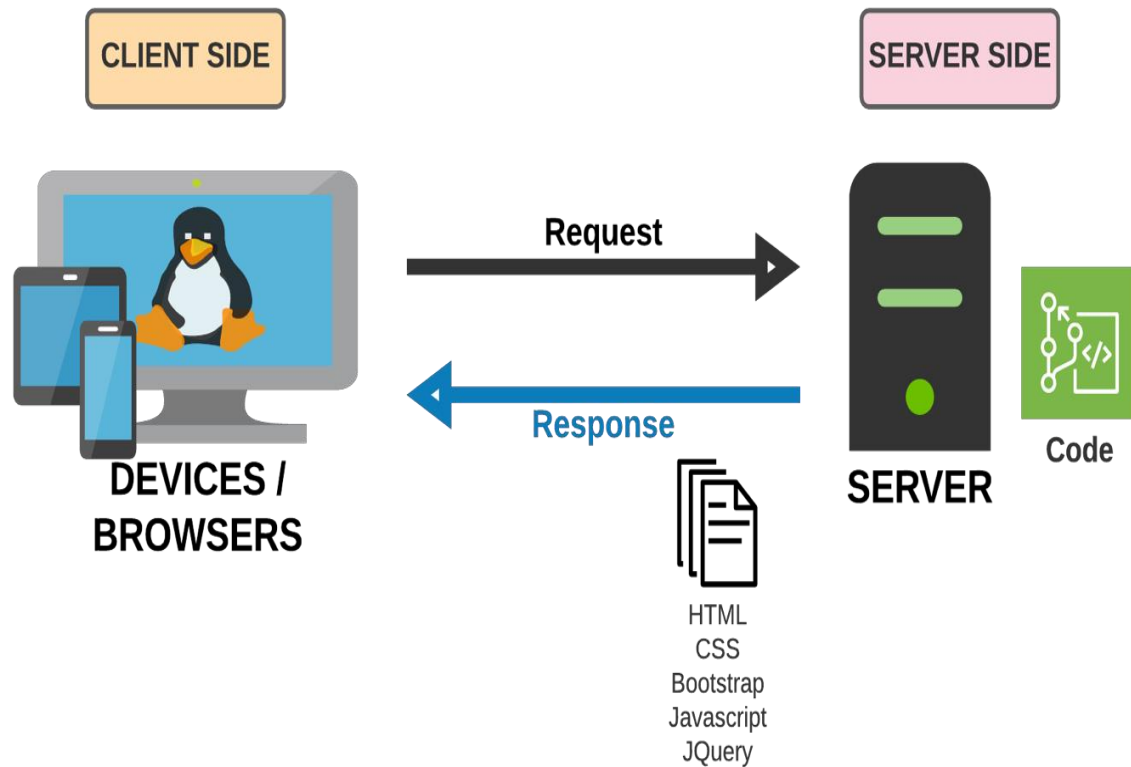 CLIENT SIDE
SERVER SIDE
Request
Response
DEVICES /
BROWSERS
SERVER
</>
Code
HTML
CSS
Bootstrap
Javascript
JQuery